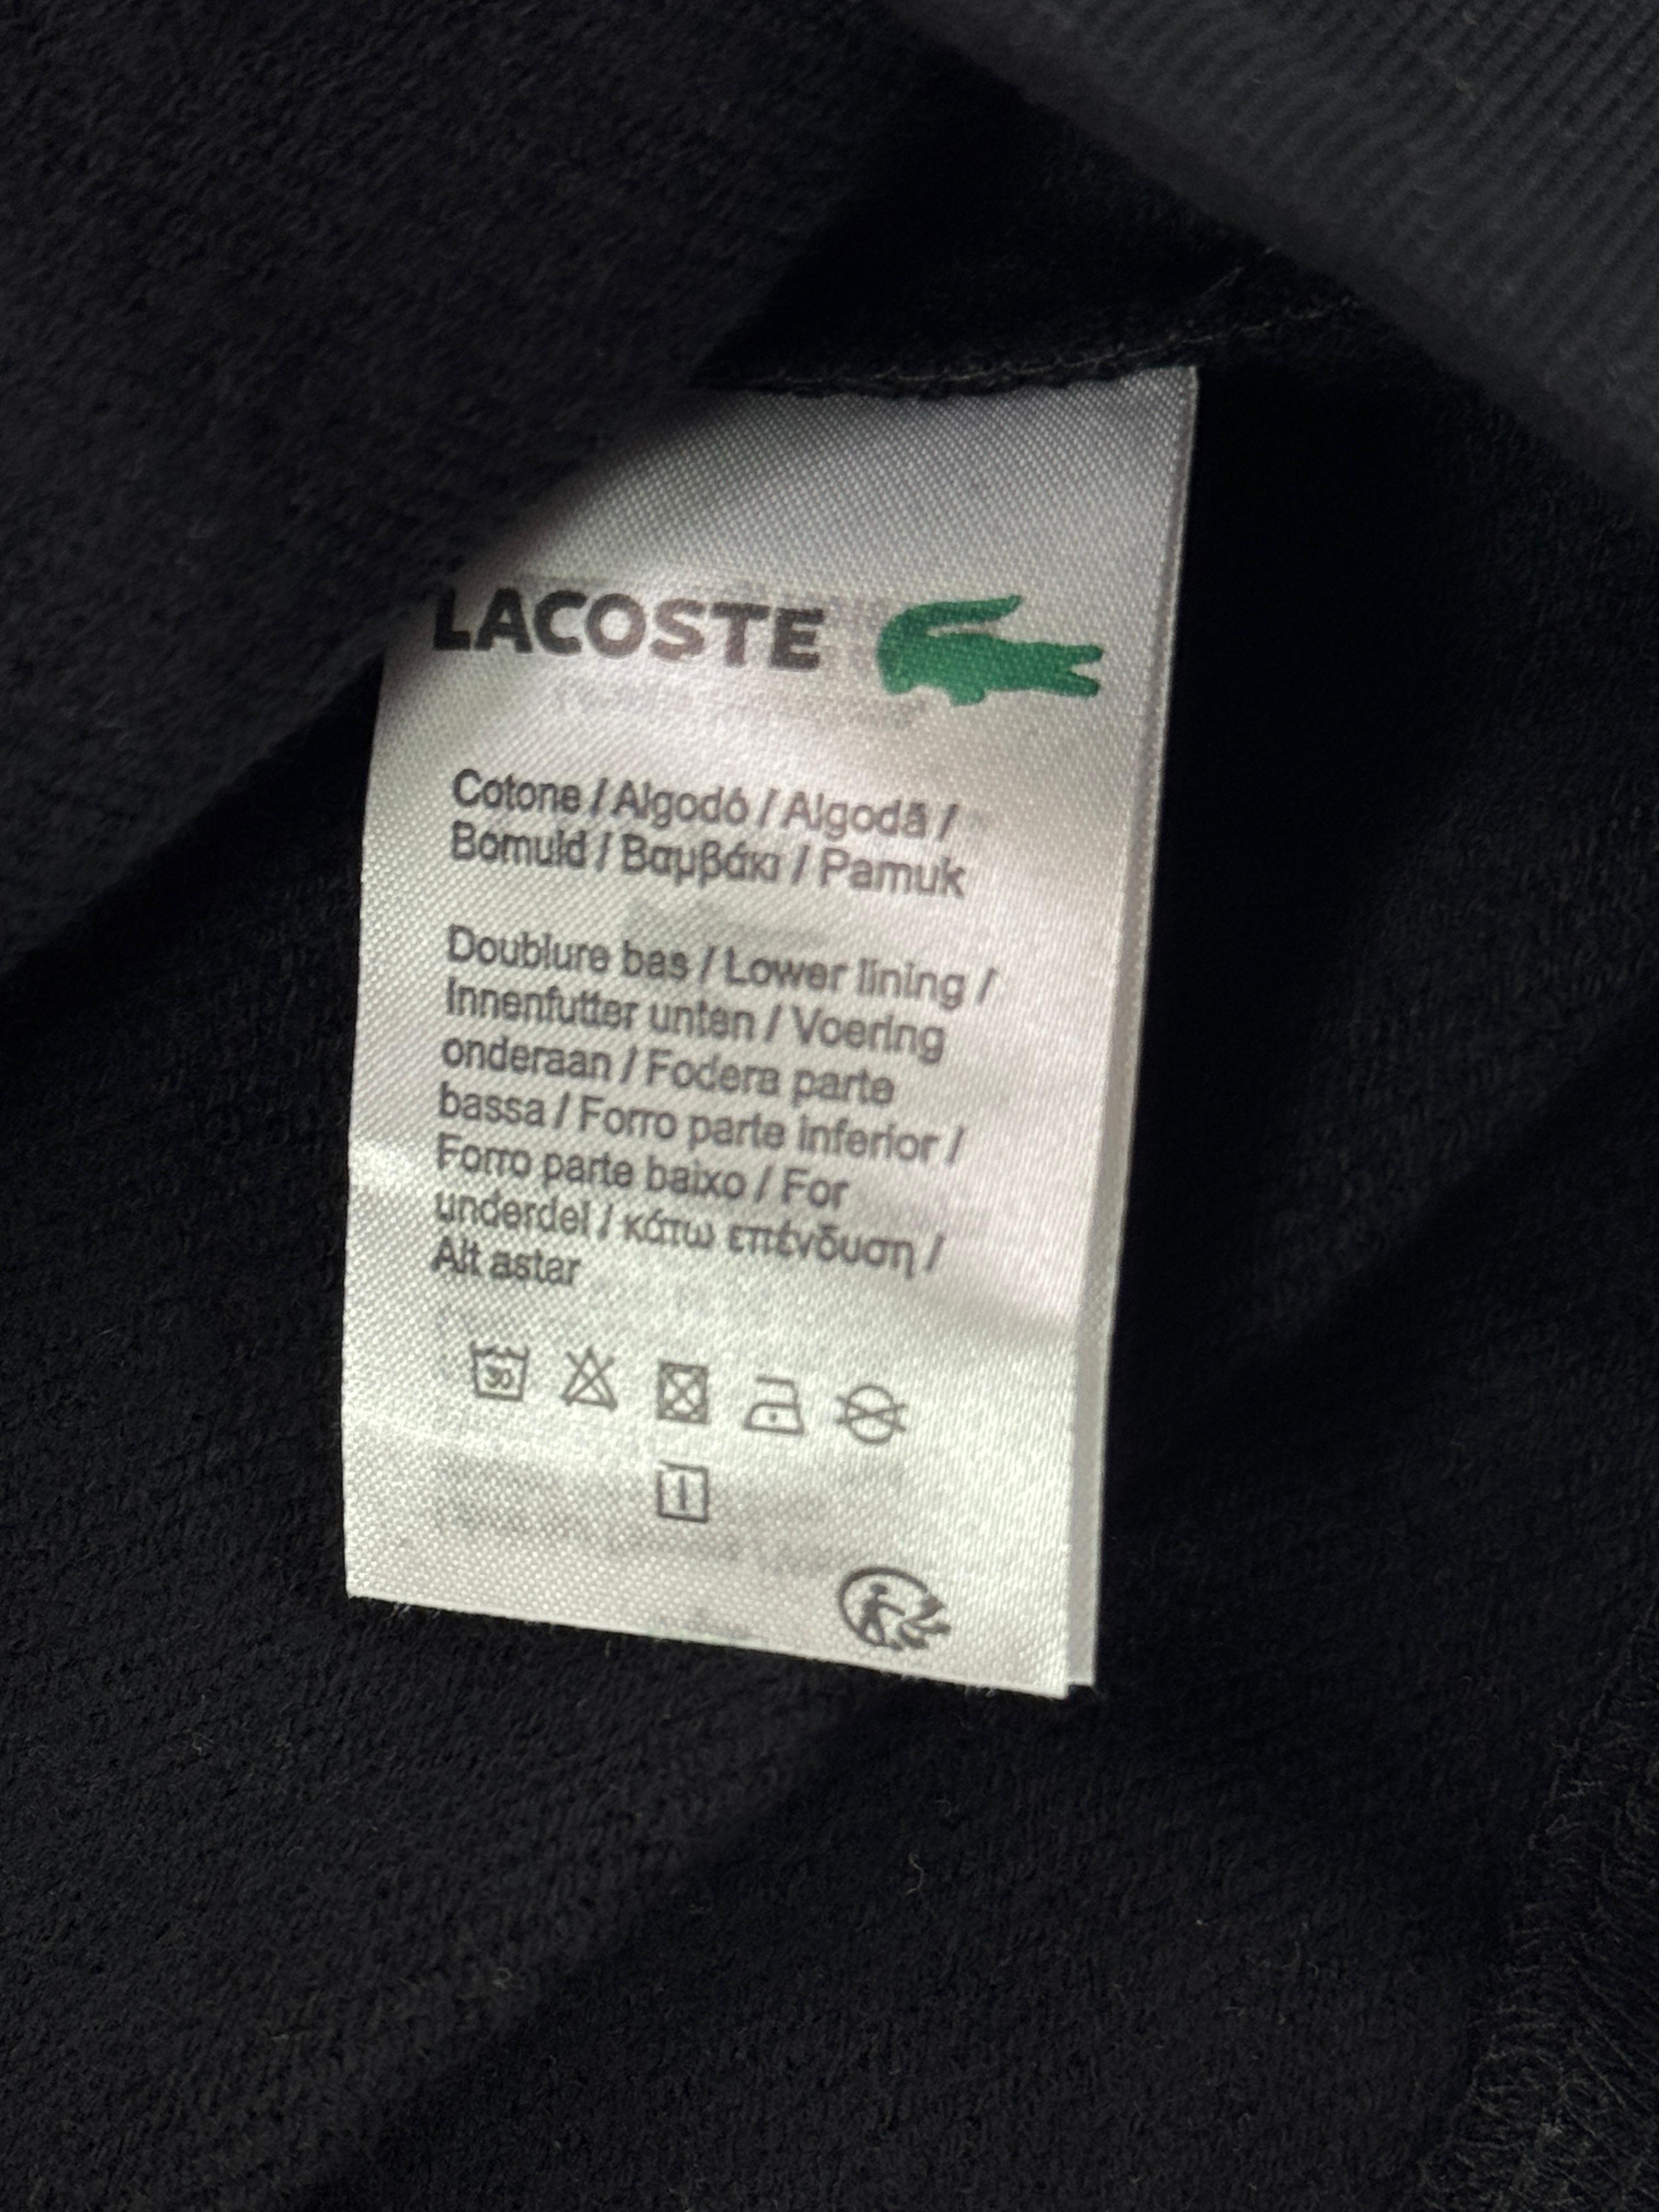 LACOSTE
Cotone / Algodó / Algodã /
Bomuld / Βαμβάκι / Pamuk
Doublure bas / Lower lining /
Innenfutter unten / Voering
onderaan / Fodera parte
bassa / Forro parte inferior /
Forro parte baixo / For
underdel / κάτω επένδυση /
Alt astar
30